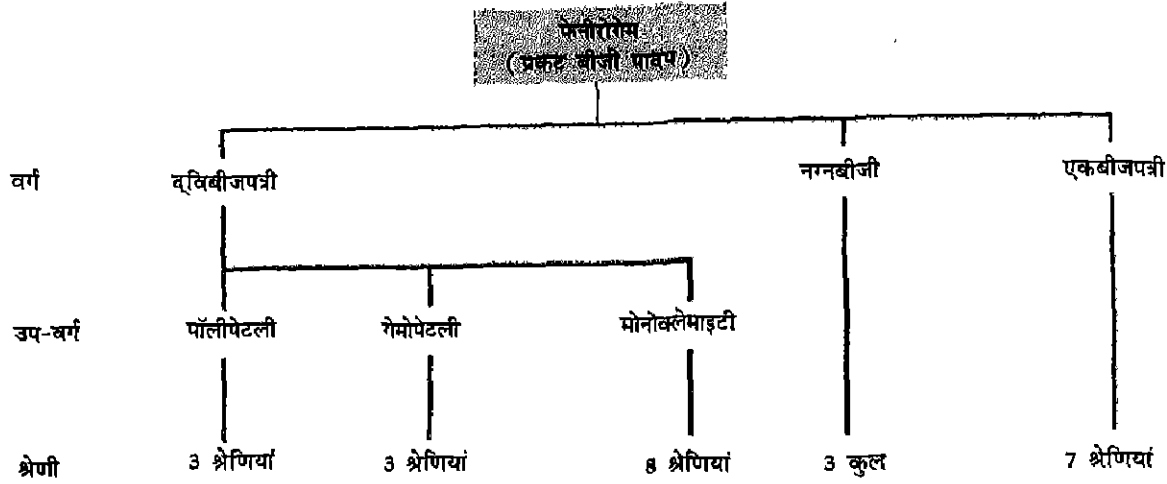 फेनीरोगेम
(प्रकट बीजी पादप)
वर्ग द्विबीजपत्री नग्नबीजी एकबीजपत्री
उप-वर्ग पॉलीपेटली गेमोपेटली मोनोक्लेमाइटी
श्रेणी 3 श्रेणियां 3 श्रेणियां 8 श्रेणियां 3 कुल 7 श्रेणियां